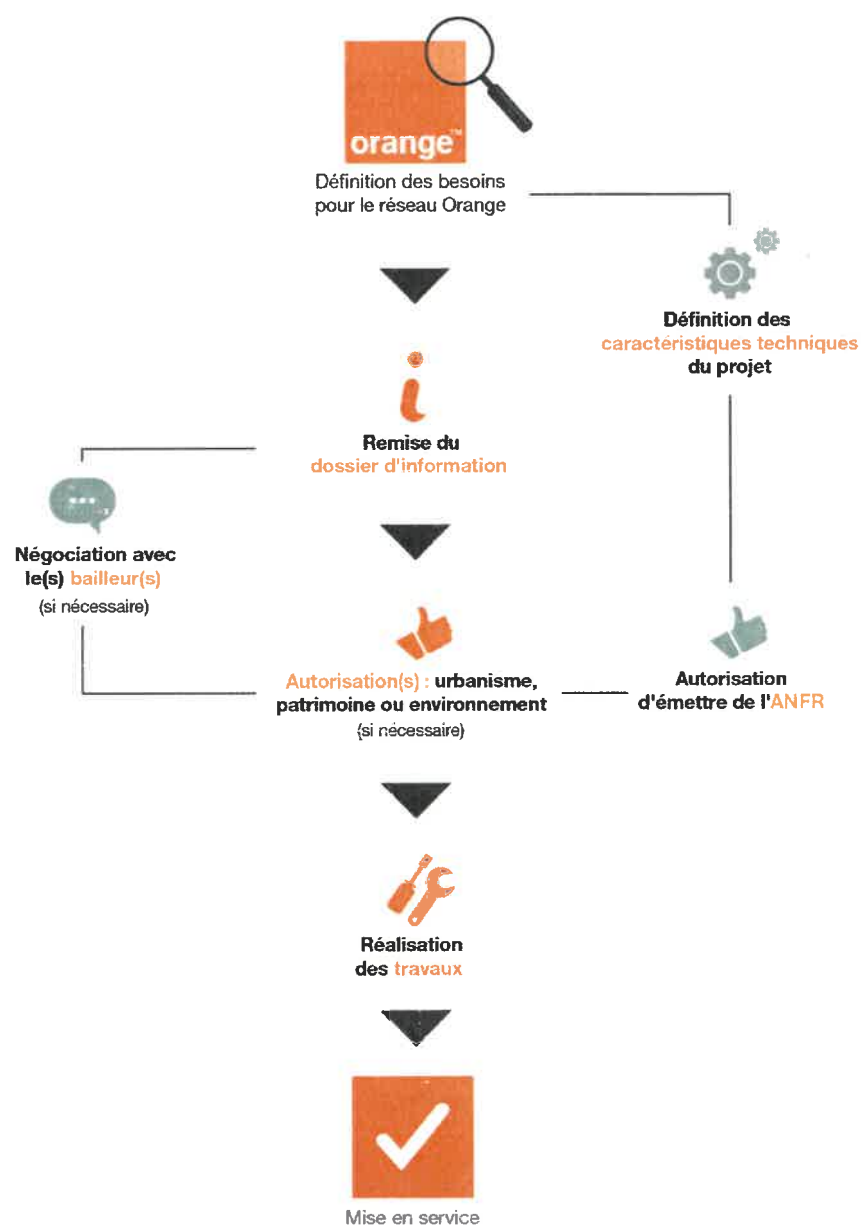 orange™
Définition des besoins
pour le réseau Orange
Définition des
caractéristiques techniques
du projet
Remise du
dossier d'information
Négociation avec
le(s) bailleur(s)
(si nécessaire)
Autorisation(s) : urbanisme,
patrimoine ou environnement
(si nécessaire)
Autorisation
d'émettre de l'ANFR
Réalisation
des travaux
Mise en service